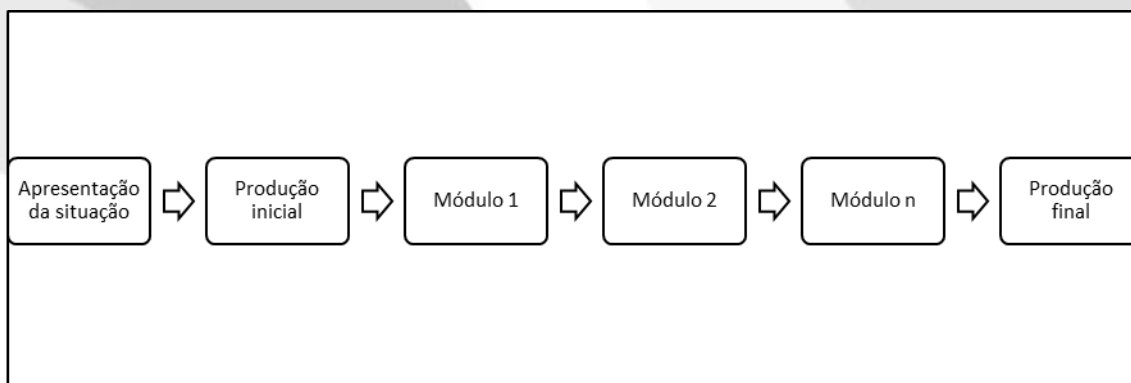 Apresentação
da situação
Produção
inicial
Módulo 1
Módulo 2
Módulo n
Produção
final